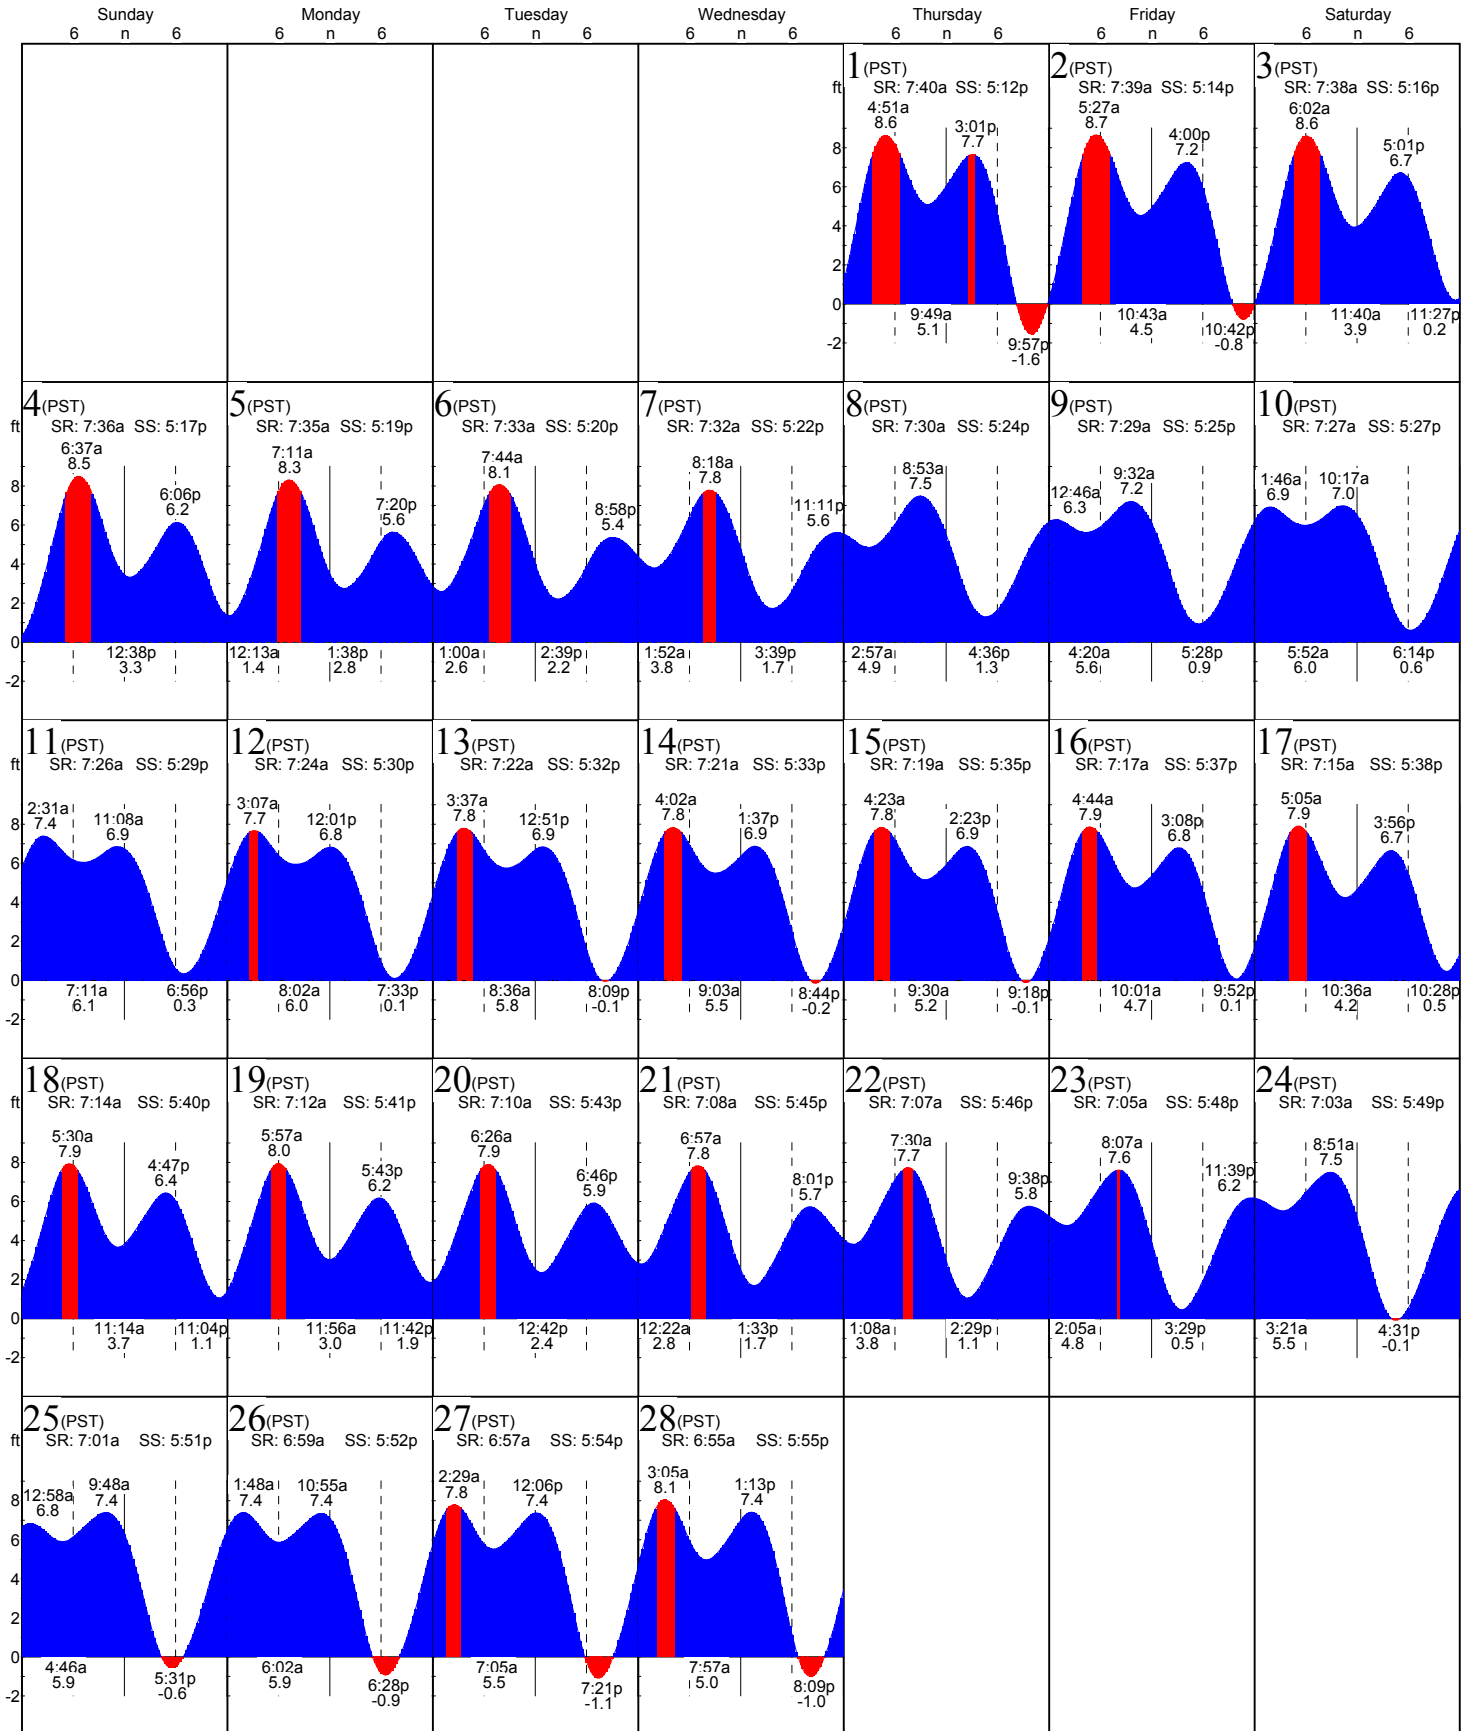 Sunday Monday Tuesday Wednesday Thursday Friday Saturday
6 n 6 6 n 6 6 n 6 6 n 6 6 n 6 6 n 6 6 n 6
1(PST) 2(PST) 3(PST)
ft SR: 7:40a SS: 5:12p SR: 7:39a SS: 5:14p SR: 7:38a SS: 5:16p
4:51a 3:01p 5:27a 4:00p 6:02a 5:01p
8.6 7.7 8.7 7.2 8.6 6.7
8
6
4
2
0
9:49a 9:57p 10:43a 10:42p 11:40a 11:27p
5.1 -1.6 4.5 -0.8 3.9 0.2
-2
4(PST) 5(PST) 6(PST) 7(PST) 8(PST) 9(PST) 10(PST)
ft SR: 7:36a SS: 5:17p SR: 7:35a SS: 5:19p SR: 7:33a SS: 5:20p SR: 7:32a SS: 5:22p SR: 7:30a SS: 5:24p SR: 7:29a SS: 5:25p SR: 7:27a SS: 5:27p
6:37a 6:06p 7:11a 7:20p 7:44a 8:58p 8:18a 11:11p 8:53a 12:46a 9:32a 1:46a 10:17a
8.5 6.2 8.3 5.6 8.1 5.4 7.8 5.6 7.5 6.3 7.2 6.9 7.0
8
6
4
2
0
12:38p 12:13a 1:38p 1:00a 2:39p 1:52a 3:39p 2:57a 4:36p 4:20a 5:28p 5:52a 6:14p
3.3 1.4 2.8 2.6 2.2 3.8 1.7 4.9 1.3 5.6 0.9 6.0 0.6
-2
11(PST) 12(PST) 13(PST) 14(PST) 15(PST) 16(PST) 17(PST)
ft SR: 7:26a SS: 5:29p SR: 7:24a SS: 5:30p SR: 7:22a SS: 5:32p SR: 7:21a SS: 5:33p SR: 7:19a SS: 5:35p SR: 7:17a SS: 5:37p SR: 7:15a SS: 5:38p
2:31a 11:08a 3:07a 12:01p 3:37a 12:51p 4:02a 1:37p 4:23a 2:23p 4:44a 3:08p 5:05a 3:56p
7.4 6.9 7.7 6.8 7.8 6.9 7.8 6.9 7.8 6.9 7.9 6.8 7.9 6.7
8
6
4
2
0
7:11a 6:56p 8:02a 7:33p 8:36a 8:09p 9:03a 8:44p 9:30a 9:18p 10:01a 9:52p 10:36a 10:28p
6.1 0.3 6.0 0.1 5.8 -0.1 5.5 -0.2 5.2 -0.1 4.7 0.1 4.2 0.5
-2
18(PST) 19(PST) 20(PST) 21(PST) 22(PST) 23(PST) 24(PST)
ft SR: 7:14a SS: 5:40p SR: 7:12a SS: 5:41p SR: 7:10a SS: 5:43p SR: 7:08a SS: 5:45p SR: 7:07a SS: 5:46p SR: 7:05a SS: 5:48p SR: 7:03a SS: 5:49p
5:30a 4:47p 5:57a 5:43p 6:26a 6:46p 6:57a 8:01p 7:30a 9:38p 8:07a 11:39p 8:51a
7.9 6.4 8.0 6.2 7.9 5.9 7.8 5.7 7.7 5.8 7.6 6.2 7.5
8
6
4
2
0
11:14a 11:04p 11:56a 11:42p 12:42p 12:22a 1:33p 1:08a 2:29p 2:05a 3:29p 3:21a 4:31p
3.7 1.1 3.0 1.9 2.4 2.8 1.7 3.8 1.1 4.8 0.5 5.5 -0.1
-2
25(PST) 26(PST) 27(PST) 28(PST)
ft SR: 7:01a SS: 5:51p SR: 6:59a SS: 5:52p SR: 6:57a SS: 5:54p SR: 6:55a SS: 5:55p
12:58a 9:48a 1:48a 10:55a 2:29a 12:06p 3:05a 1:13p
6.8 7.4 7.4 7.4 7.8 7.4 8.1 7.4
8
6
4
2
0
4:46a 5:31p 6:02a 6:28p 7:05a 7:21p 7:57a 8:09p
5.9 -0.6 5.9 -0.9 5.5 -1.1 5.0 -1.0
-2